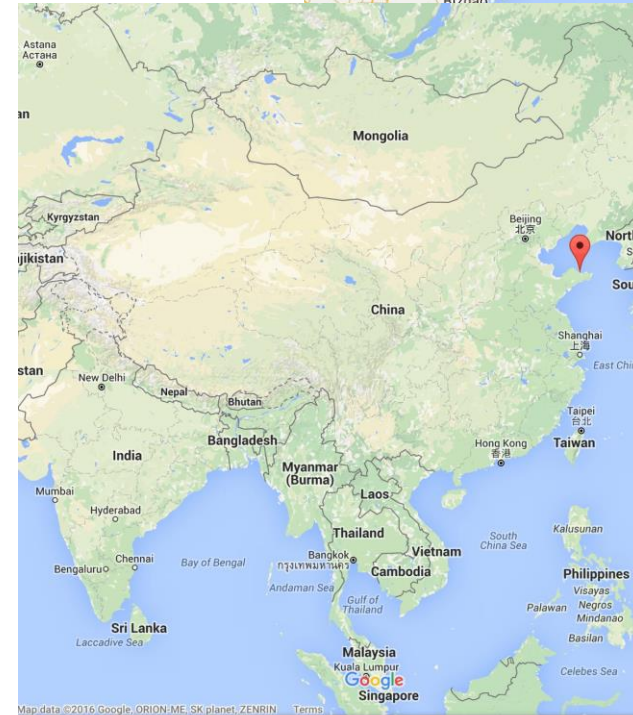 Astana
Астана
an
Mongolia
Kyrgyzstan
Beijing
北京
North
jikistan
S
Sou
China
Shanghai
上海
stan
New Delhi
East Chi
Nepal
Bhutan
Taipei
台北
Bangladesh
Hong Kong
香港
Taiwan
India
Myanmar
(Burma)
Laos
Mumbai
Hyderabad
Thailand
South
China Sea
Kalusunan
Bangkok
กรุงเทพมหานคร
Vietnam
Chennai
Bay of Bengal
Bengaluru
Cambodia
Philippines
Andaman Sea
Visayas
Gulf of
Thailand
Palawan
Negros
Mindanao
Sri Lanka
Basilan
Laccadive Sea
Malaysia
Kuala Lumpur
Celebes Sea
Google
Singapore
Map data ©2016 Google, ORION-ME, SK planet, ZENRIN Terms